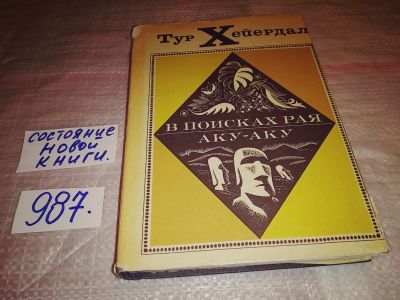 Тур Хейердал
В ПОИСКАХ РАЯ
АКУ-АКУ
состояние
новой
книги.
987.